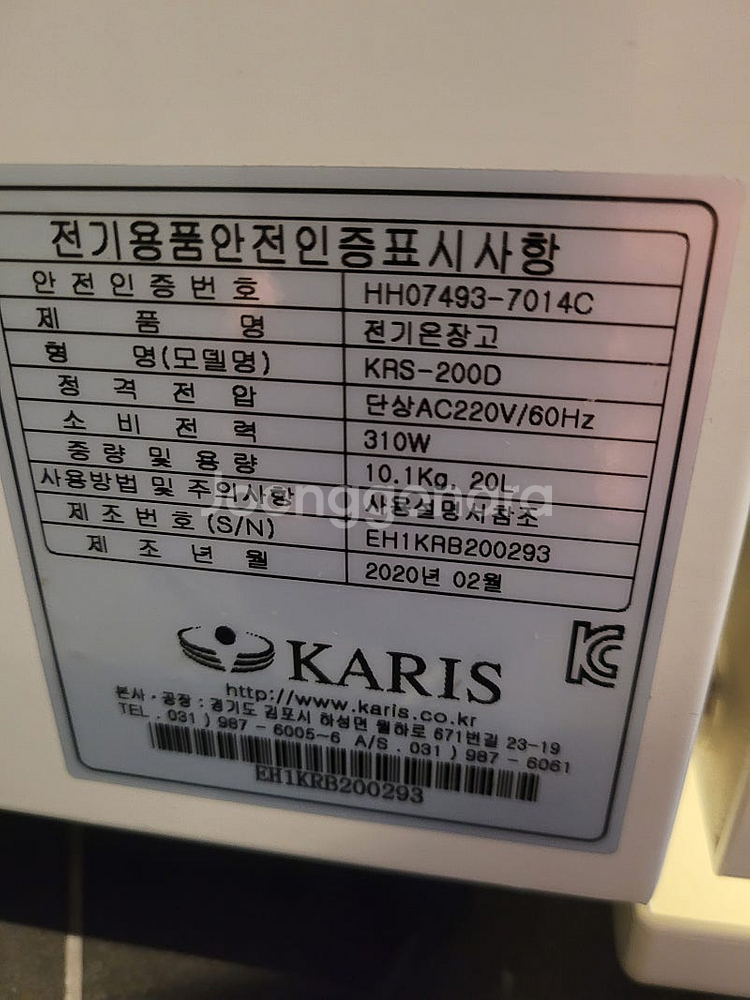 전기용품안전인증표시사항
안전인증번호 HH07493-7014C
제품명 전기온장고
형명(모델명) KRS-200D
정격전압 단상AC220V/60Hz
소비전력 310W
중량 및 용량 10.1Kg, 20L
사용방법 및 주의사항 사용설명서참조
제조번호(S/N) EH1KRB200293
제조년월 2020년 02월
Joonggonara
KARIS
http://www.karis.co.kr
본사·공장 : 경기도 김포시 하성면 월하로 671번길 23-19
TEL . 031 ) 987 - 6005~6 A/S . 031 ) 987 - 6061
EH1KRB200293